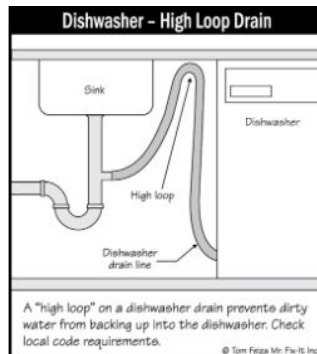 Dishwasher – High Loop Drain
Sink
Dishwasher
High loop
Dishwasher
drain line
A "high loop" on a dishwasher drain prevents dirty
water from backing up into the dishwasher. Check
local code requirements.
© Tom Feiza Mr. Fix-It Inc